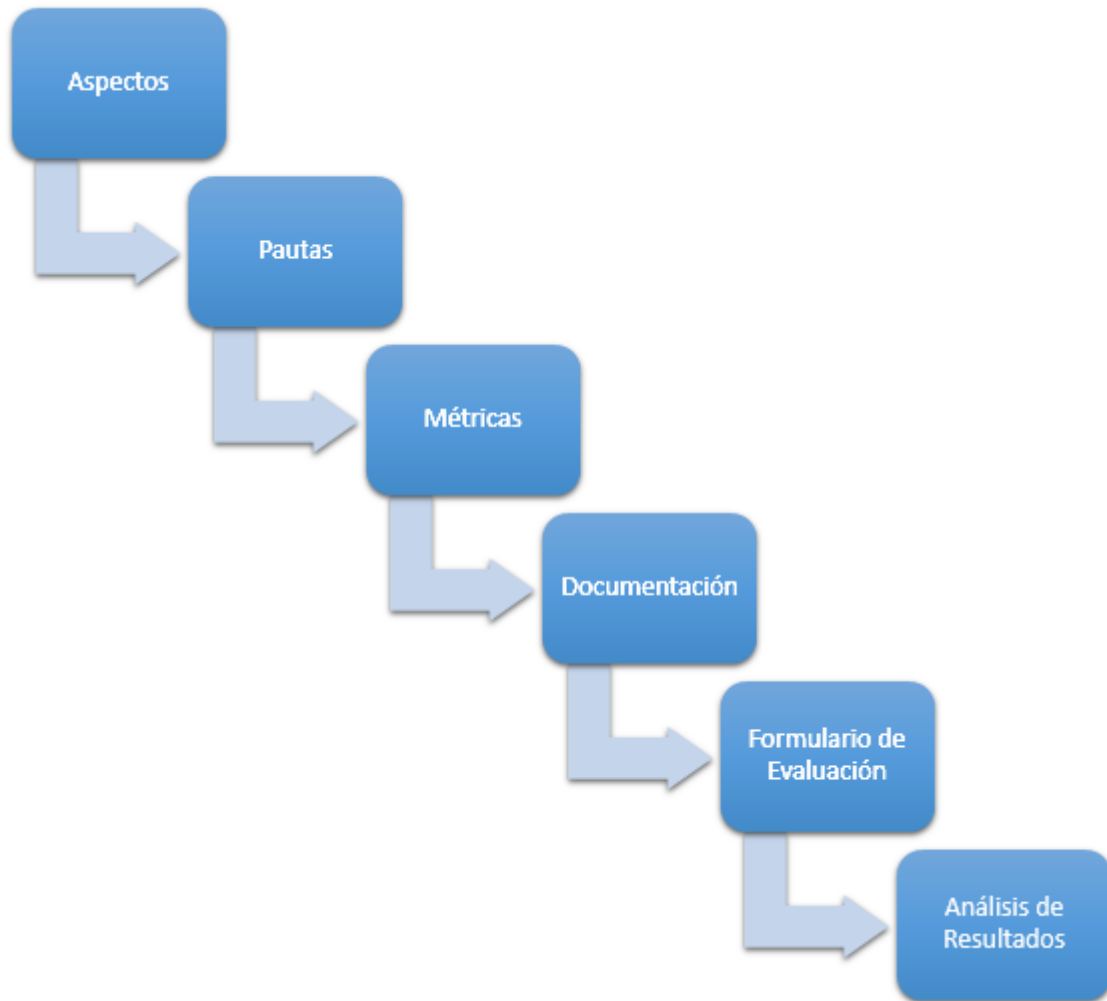 Aspectos
Pautas
Métricas
Documentación
Formulario de
Evaluación
Análisis de
Resultados